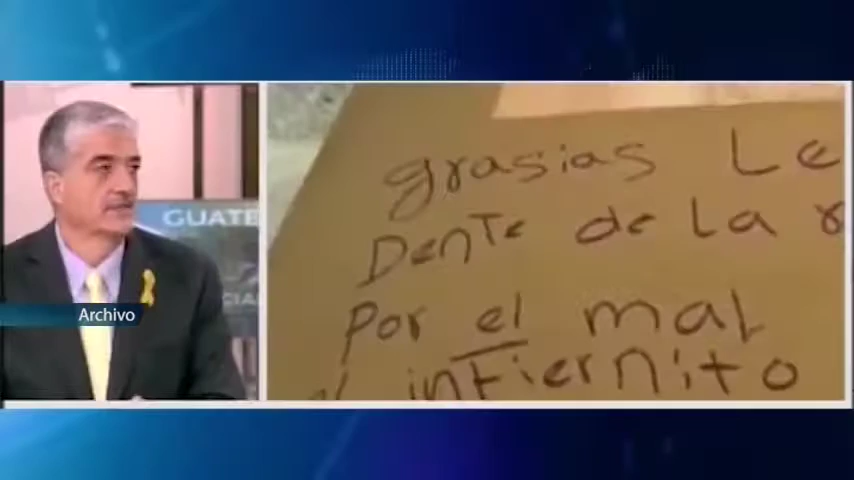 GUATE
Archivo
grasias Le
Dente de La
Por el mal
infiernito